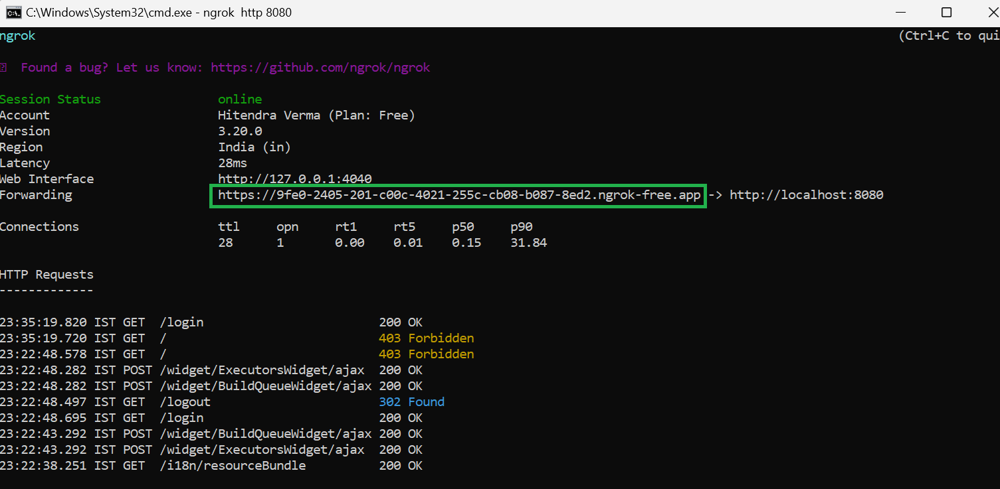 C:\Windows\System32\cmd.exe - ngrok http 8080
ngrok (Ctrl+C to qui
Found a bug? Let us know: https://github.com/ngrok/ngrok
Session Status online
Account Hitendra Verma (Plan: Free)
Version 3.20.0
Region India (in)
Latency 28ms
Web Interface http://127.0.0.1:4040
Forwarding https://9fe0-2405-201-c00c-4021-255c-cb08-b087-8ed2.ngrok-free.app -> http://localhost:8080
Connections ttl opn rt1 rt5 p50 p90
28 1 0.00 0.01 0.15 31.84
HTTP Requests
-------------
23:35:19.820 IST GET /login 200 OK
23:35:19.720 IST GET / 403 Forbidden
23:22:48.578 IST GET / 403 Forbidden
23:22:48.282 IST POST /widget/ExecutorsWidget/ajax 200 OK
23:22:48.282 IST POST /widget/BuildQueueWidget/ajax 200 OK
23:22:48.497 IST GET /logout 302 Found
23:22:48.695 IST GET /login 200 OK
23:22:43.292 IST POST /widget/BuildQueueWidget/ajax 200 OK
23:22:43.292 IST POST /widget/ExecutorsWidget/ajax 200 OK
23:22:38.251 IST GET /i18n/resourceBundle 200 OK